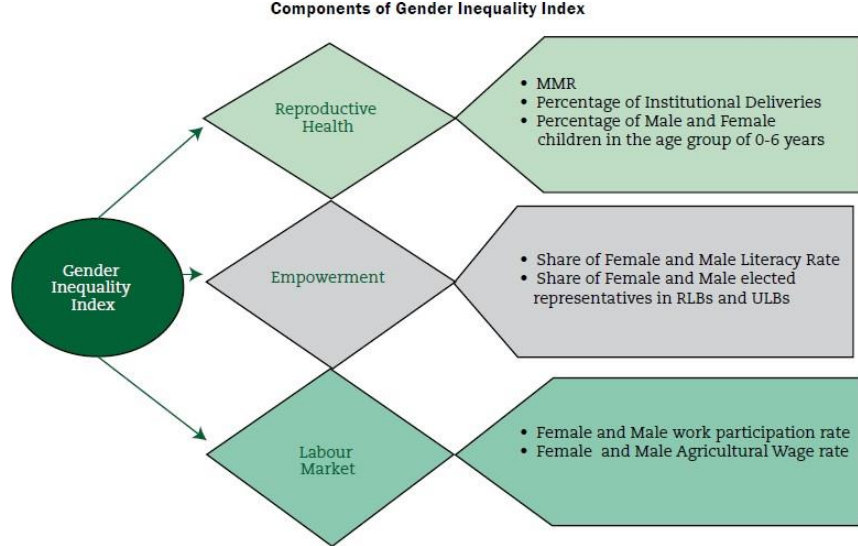 Components of Gender Inequality Index
Reproductive
Health
• MMR
• Percentage of Institutional Deliveries
• Percentage of Male and Female
children in the age group of 0-6 years
Gender
Inequality
Index
Empowerment
• Share of Female and Male Literacy Rate
• Share of Female and Male elected
representatives in RLBs and ULBs
Labour
Market
• Female and Male work participation rate
• Female and Male Agricultural Wage rate